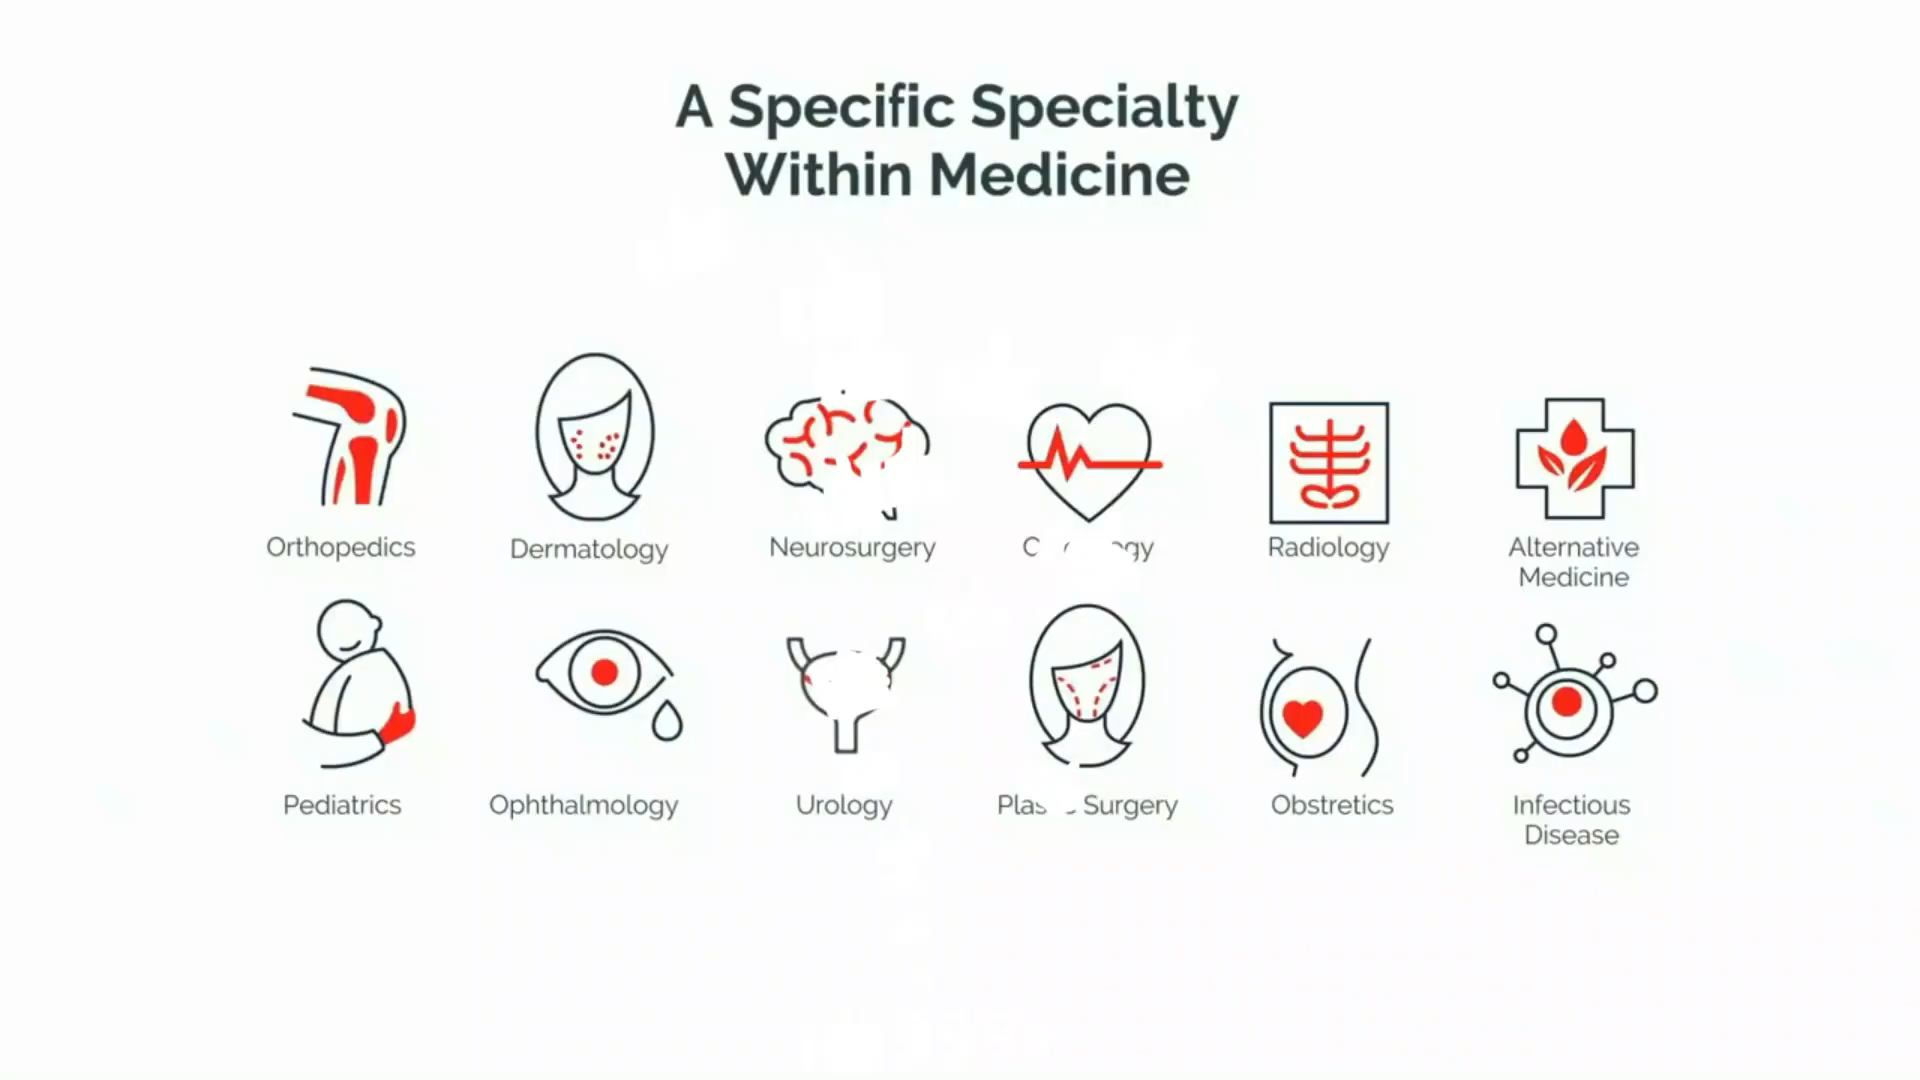 A Specific Specialty
Within Medicine
Orthopedics
Dermatology
Neurosurgery
Radiology
Alternative
Medicine
Pediatrics
Ophthalmology
Urology
Surgery
Obstretics
Infectious
Disease